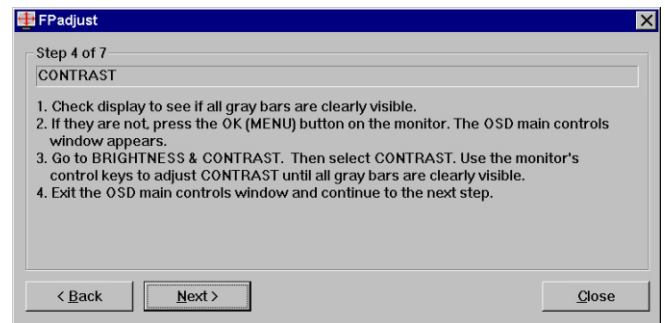 FPadjust
Step 4 of 7
CONTRAST
1. Check display to see if all gray bars are clearly visible.
2. If they are not, press the OK (MENU) button on the monitor. The OSD main controls
window appears.
3. Go to BRIGHTNESS & CONTRAST. Then select CONTRAST. Use the monitor's
control keys to adjust CONTRAST until all gray bars are clearly visible.
4. Exit the OSD main controls window and continue to the next step.
< Back Next > Close